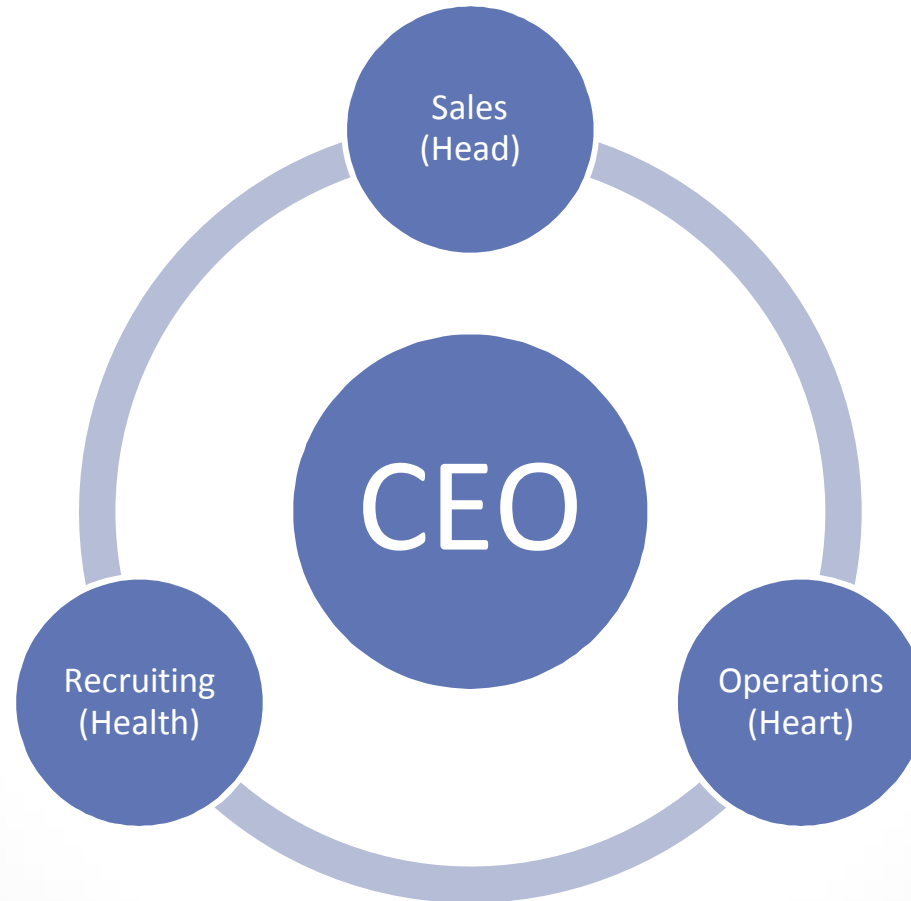 Sales
(Head)
CEO
Recruiting
(Health)
Operations
(Heart)